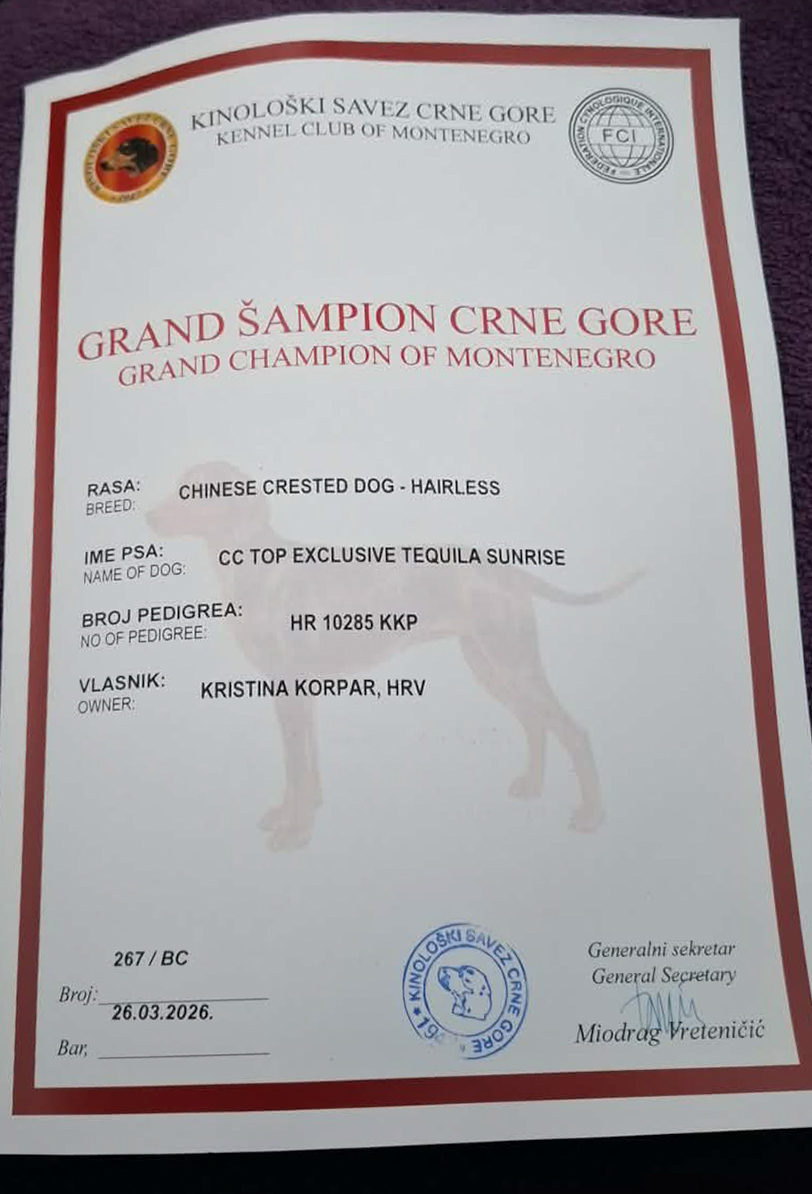 KINOLOŠKI SAVEZ CRNE GORE
KENNEL CLUB OF MONTENEGRO
FEDERATION CYNOLOGIQUE INTERNATIONALE
FCI
GRAND ŠAMPION CRNE GORE
GRAND CHAMPION OF MONTENEGRO
RASA: CHINESE CRESTED DOG - HAIRLESS
BREED:
IME PSA: CC TOP EXCLUSIVE TEQUILA SUNRISE
NAME OF DOG:
BROJ PEDIGREA: HR 10285 KKP
NO OF PEDIGREE:
VLASNIK: KRISTINA KORPAR, HRV
OWNER:
267 / BC
Broj:
26.03.2026.
Bar,
KINOLOŠKI SAVEZ CRNE GORE
Generalni sekretar
General Secretary
Miodrag Vreteničić